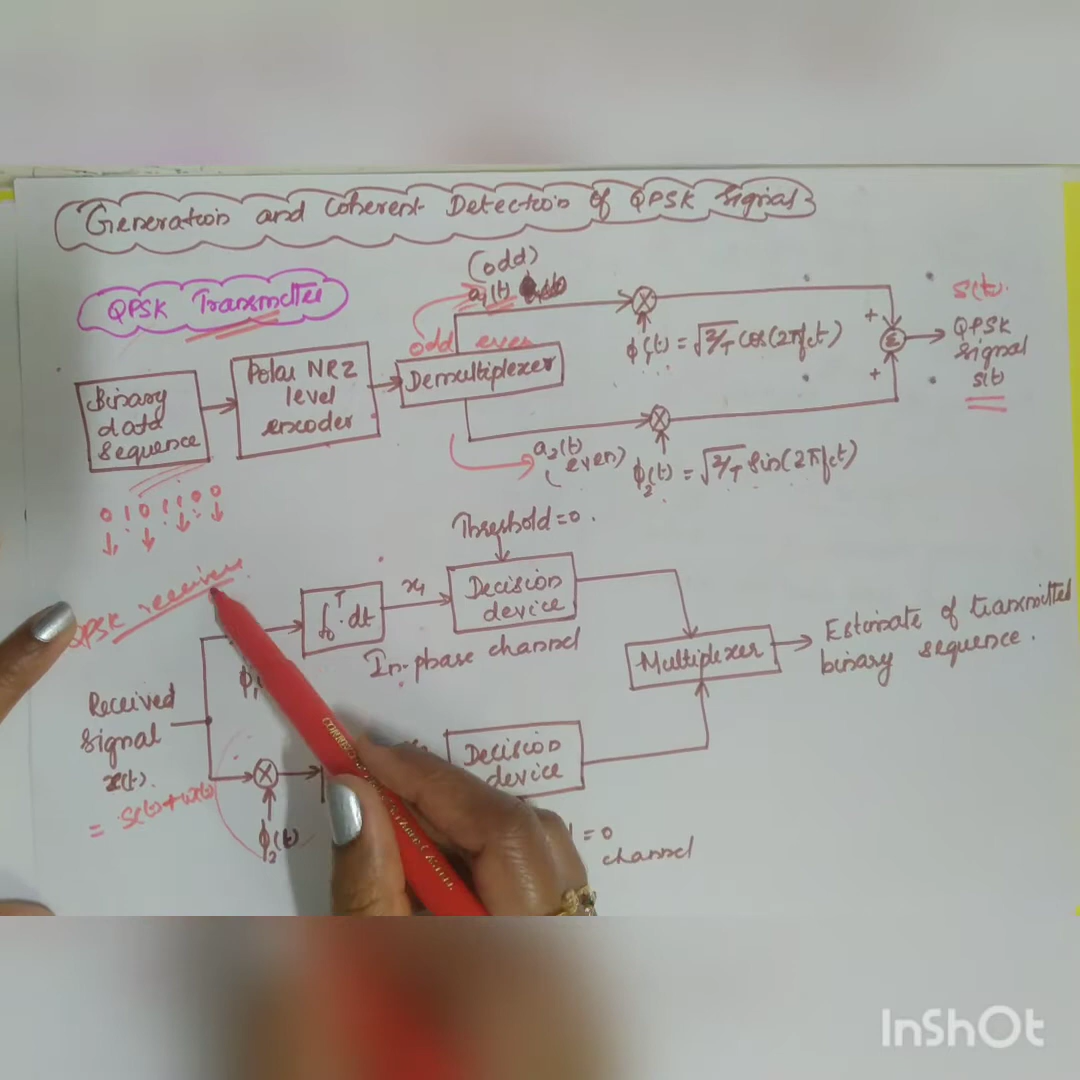 Generation and Coherent Detection of QPSK Signals
QPSK Transmitter
(odd)
a₁(t)
odd even
Binary
data
sequence
Polar NRZ
level
encoder
Demultiplexer
ϕ₁(t) = √2/T cos(2πfct)
+
Σ
+
S(t).
QPSK
signal
s(t)
a₂(t)
(even)
ϕ₂(t) = √2/T sin(2πfct)
0 1 0 1 1 0 0
Threshold = 0.
QPSK receiver
∫₀ᵀ · dt
x₁
Decision
device
In-phase channel
Multiplexer
Estimate of transmitted
binary sequence.
Received
signal
x(t).
= S(t)+w(t)
ϕ₂(t)
Decision
device
= 0
channel
InShOt